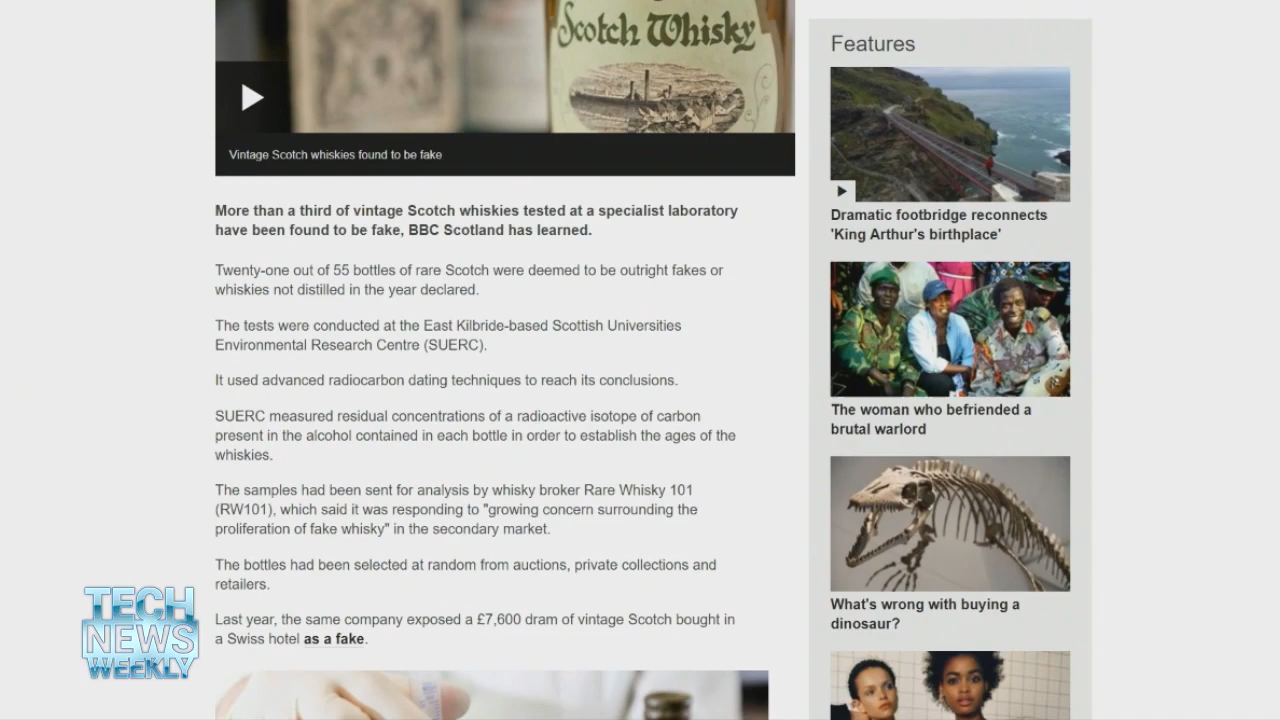 Scotch Whisky
Vintage Scotch whiskies found to be fake
More than a third of vintage Scotch whiskies tested at a specialist laboratory
have been found to be fake, BBC Scotland has learned.
Twenty-one out of 55 bottles of rare Scotch were deemed to be outright fakes or
whiskies not distilled in the year declared.
The tests were conducted at the East Kilbride-based Scottish Universities
Environmental Research Centre (SUERC).
It used advanced radiocarbon dating techniques to reach its conclusions.
SUERC measured residual concentrations of a radioactive isotope of carbon
present in the alcohol contained in each bottle in order to establish the ages of the
whiskies.
The samples had been sent for analysis by whisky broker Rare Whisky 101
(RW101), which said it was responding to "growing concern surrounding the
proliferation of fake whisky" in the secondary market.
The bottles had been selected at random from auctions, private collections and
retailers.
Last year, the same company exposed a £7,600 dram of vintage Scotch bought in
a Swiss hotel as a fake.
Features
Dramatic footbridge reconnects
'King Arthur's birthplace'
The woman who befriended a
brutal warlord
What's wrong with buying a
dinosaur?
TECH
NEWS
WEEKLY